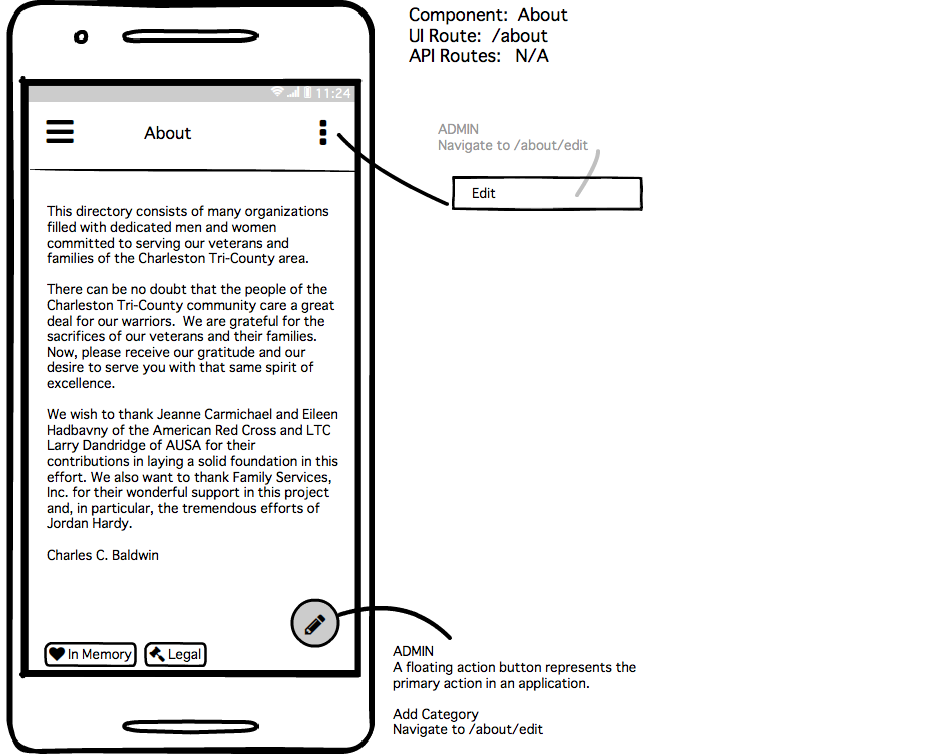 Component: About
UI Route: /about
API Routes: N/A
11:24
About
ADMIN
Navigate to /about/edit
Edit
This directory consists of many organizations
filled with dedicated men and women
committed to serving our veterans and
families of the Charleston Tri-County area.
There can be no doubt that the people of the
Charleston Tri-County community care a great
deal for our warriors. We are grateful for the
sacrifices of our veterans and their families.
Now, please receive our gratitude and our
desire to serve you with that same spirit of
excellence.
We wish to thank Jeanne Carmichael and Eileen
Hadbavny of the American Red Cross and LTC
Larry Dandridge of AUSA for their
contributions in laying a solid foundation in this
effort. We also want to thank Family Services,
Inc. for their wonderful support in this project
and, in particular, the tremendous efforts of
Jordan Hardy.
Charles C. Baldwin
In Memory
Legal
ADMIN
A floating action button represents the
primary action in an application.
Add Category
Navigate to /about/edit